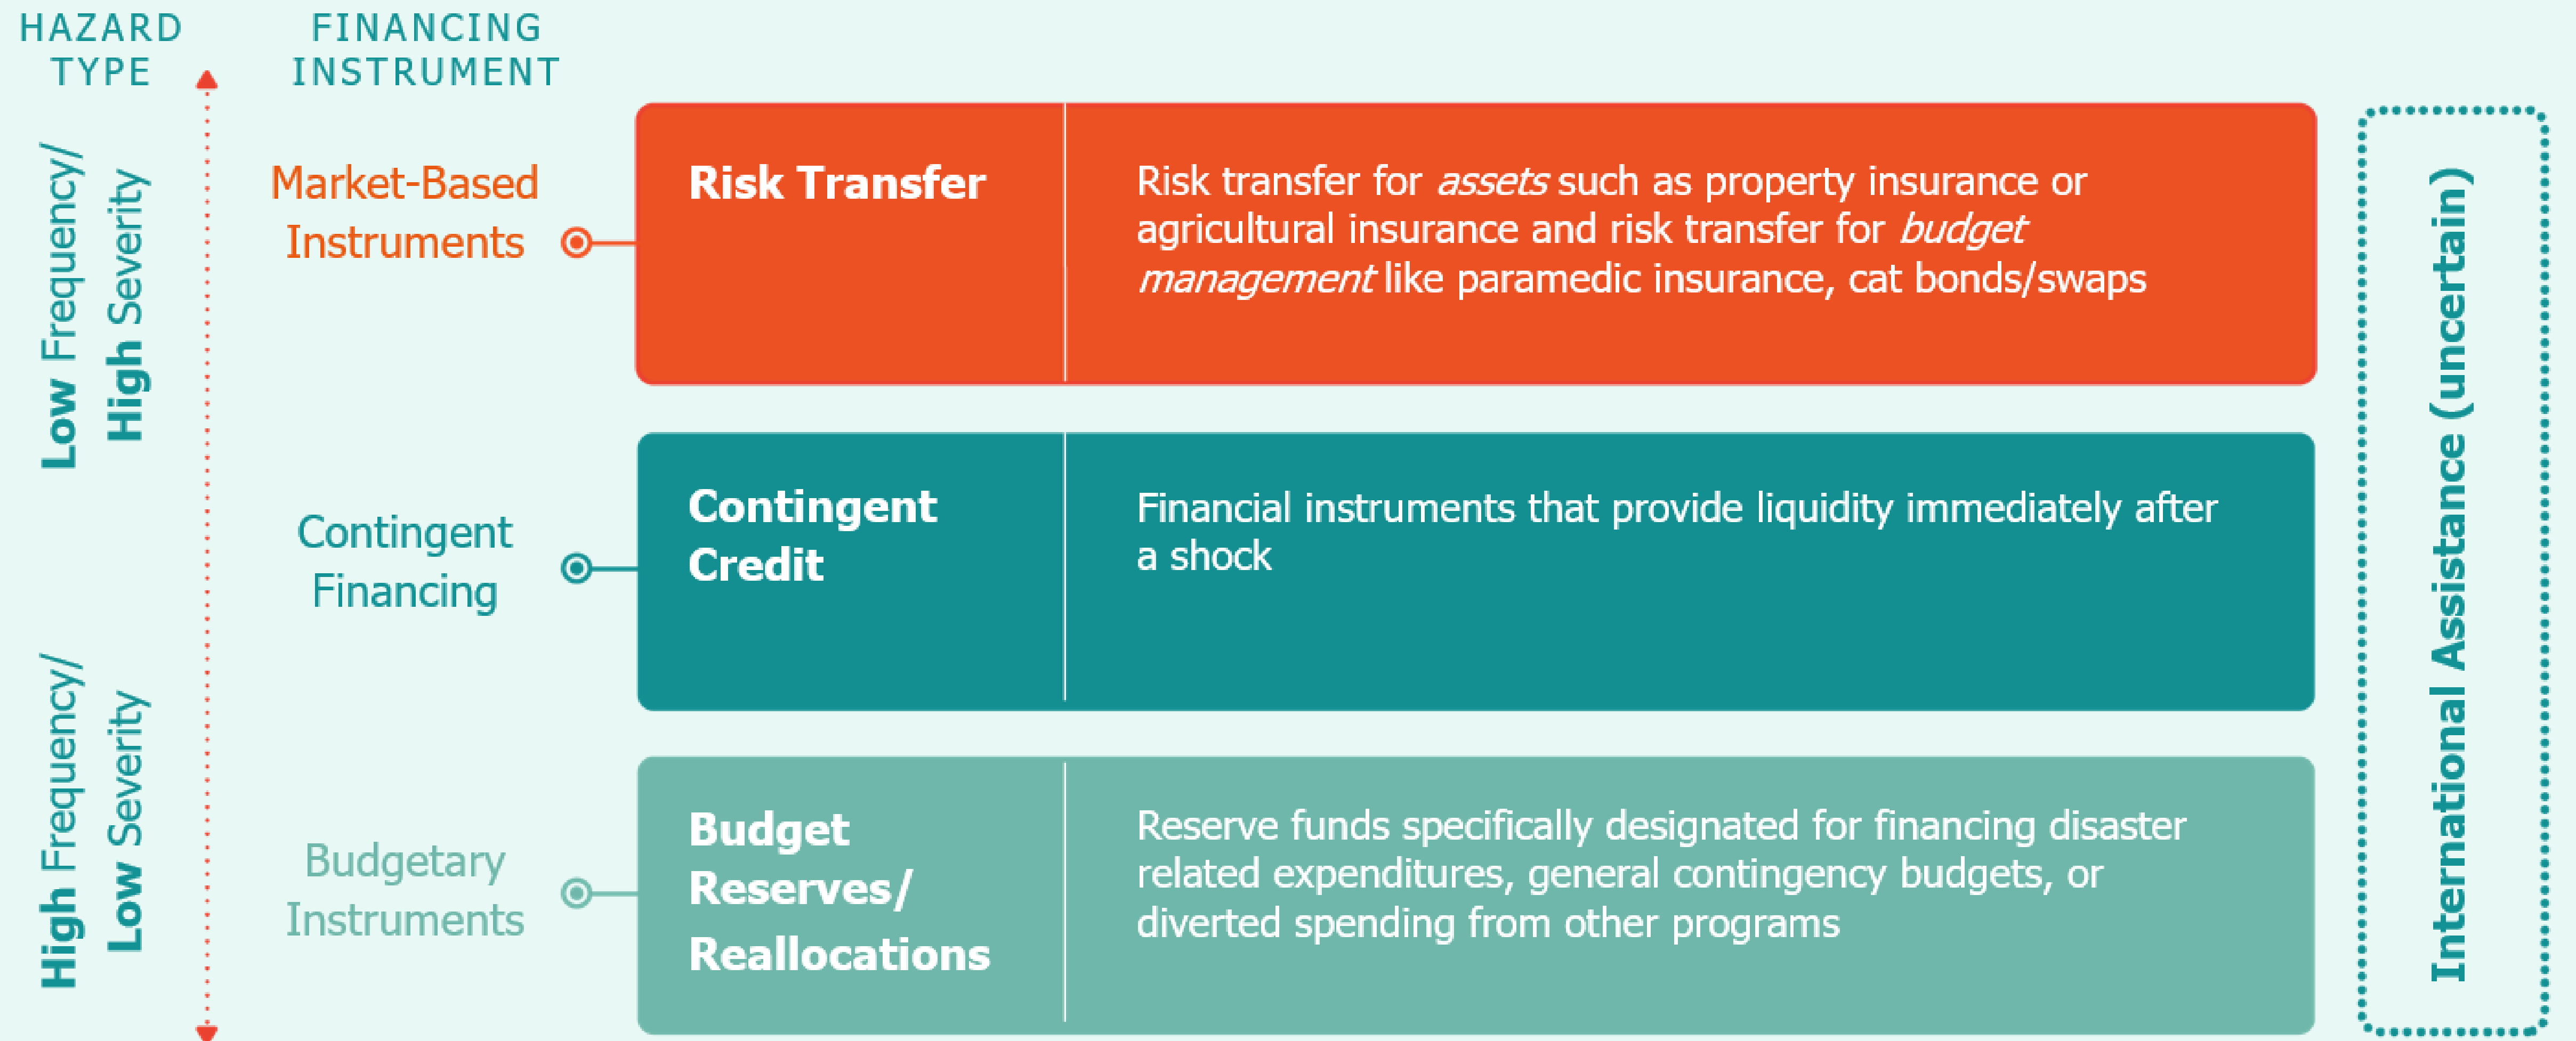 HAZARD
TYPE
FINANCING
INSTRUMENT
Low Frequency/
High Severity
High Frequency/
Low Severity
Market-Based
Instruments
Risk Transfer
Risk transfer for assets such as property insurance or
agricultural insurance and risk transfer for budget
management like paramedic insurance, cat bonds/swaps
Contingent
Financing
Contingent
Credit
Financial instruments that provide liquidity immediately after
a shock
Budgetary
Instruments
Budget
Reserves/
Reallocations
Reserve funds specifically designated for financing disaster
related expenditures, general contingency budgets, or
diverted spending from other programs
International Assistance (uncertain)